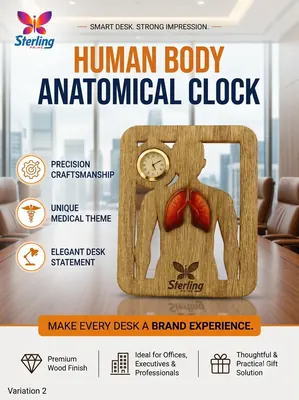 SMART DESK. STRONG IMPRESSION.
Sterling
HUMAN BODY
ANATOMICAL CLOCK
PRECISION
CRAFTSMANSHIP
UNIQUE
MEDICAL THEME
ELEGANT DESK
STATEMENT
Sterling
MAKE EVERY DESK A BRAND EXPERIENCE.
Premium
Wood Finish
Ideal for Offices,
Executives &
Professionals
Thoughtful &
Practical Gift
Solution
Variation 2